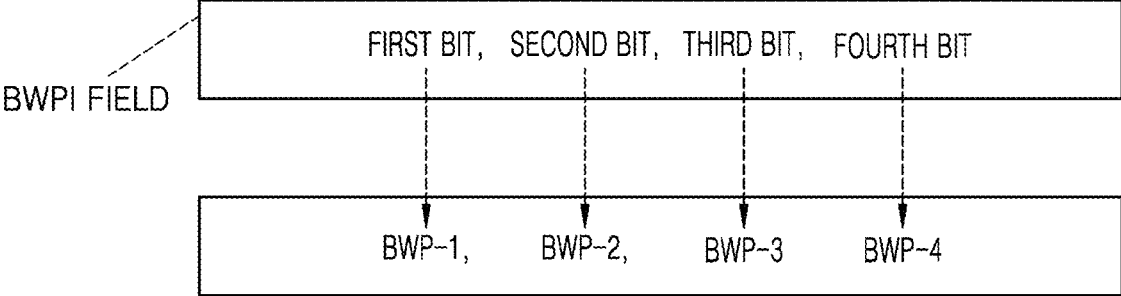 FIRST BIT, SECOND BIT, THIRD BIT, FOURTH BIT
BWPI FIELD
BWP-1, BWP-2, BWP-3 BWP-4